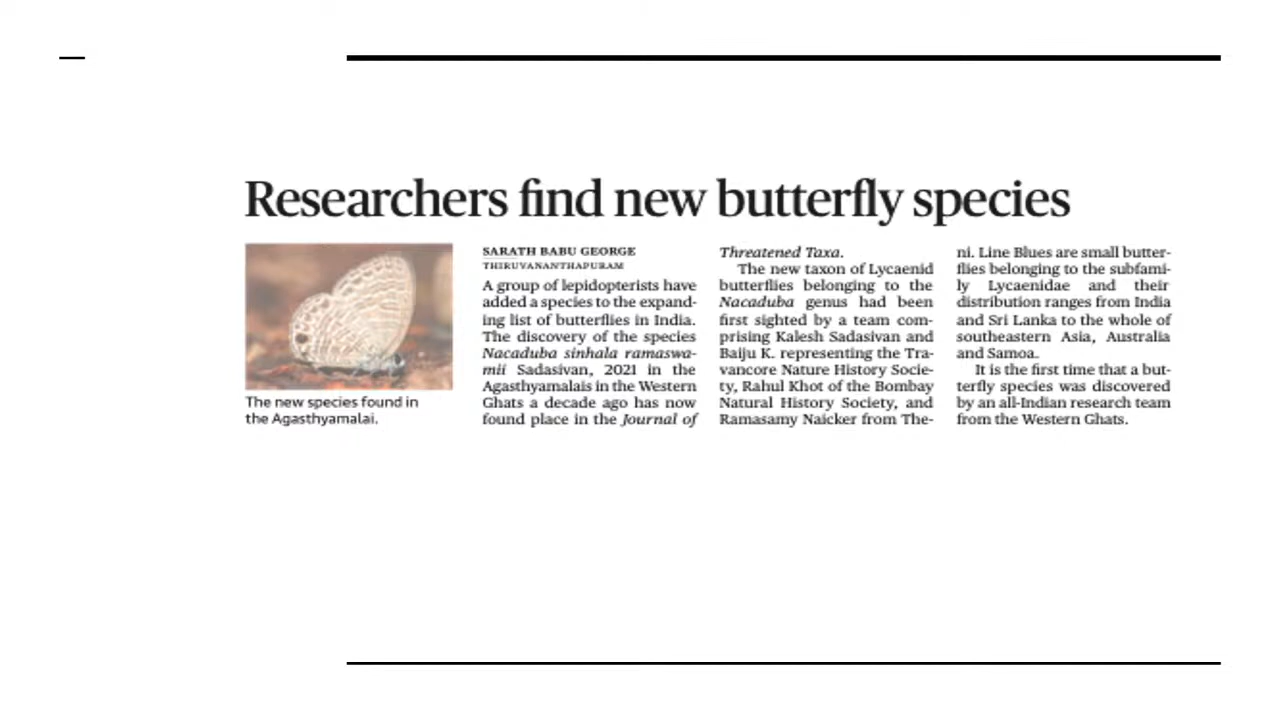 Researchers find new butterfly species
The new species found in
the Agasthyamalai.
SARATH BABU GEORGE
THIRUVANANTHAPURAM
A group of lepidopterists have
added a species to the expand-
ing list of butterflies in India.
The discovery of the species
Nacaduba sinhala ramaswa-
mii Sadasivan, 2021 in the
Agasthyamalais in the Western
Ghats a decade ago has now
found place in the Journal of
Threatened Taxa.
The new taxon of Lycaenid
butterflies belonging to the
Nacaduba genus had been
first sighted by a team com-
prising Kalesh Sadasivan and
Baiju K. representing the Tra-
vancore Nature History Socie-
ty, Rahul Khot of the Bombay
Natural History Society, and
Ramasamy Naicker from The-
ni. Line Blues are small butter-
flies belonging to the subfami-
ly Lycaenidae and their
distribution ranges from India
and Sri Lanka to the whole of
southeastern Asia, Australia
and Samoa.
It is the first time that a but-
terfly species was discovered
by an all-Indian research team
from the Western Ghats.